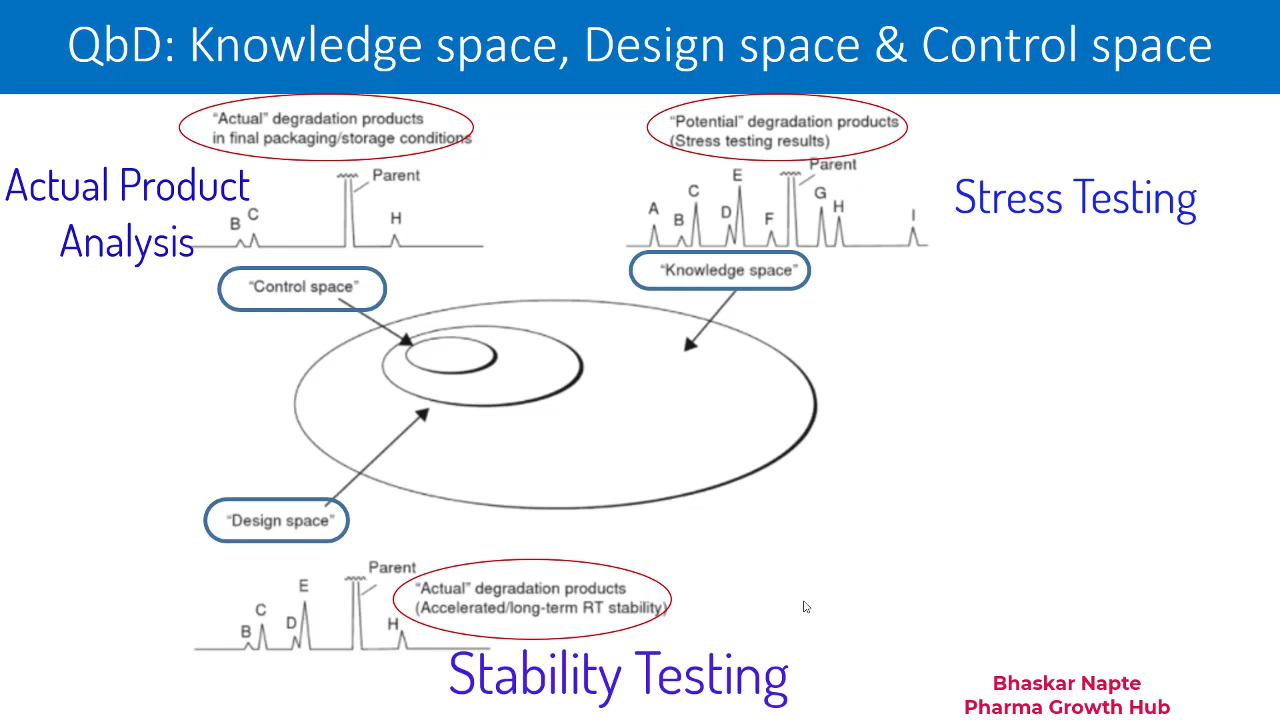 QbD: Knowledge space, Design space & Control space
“Actual” degradation products
in final packaging/storage conditions
“Potential” degradation products
(Stress testing results)
Actual Product
Analysis
Parent
B
C
H
Stress Testing
Parent
A
B
C
D
E
F
G
H
I
“Control space”
“Knowledge space”
“Design space”
Parent
B
C
D
E
H
“Actual” degradation products
(Accelerated/long-term RT stability)
Stability Testing
Bhaskar Napte
Pharma Growth Hub